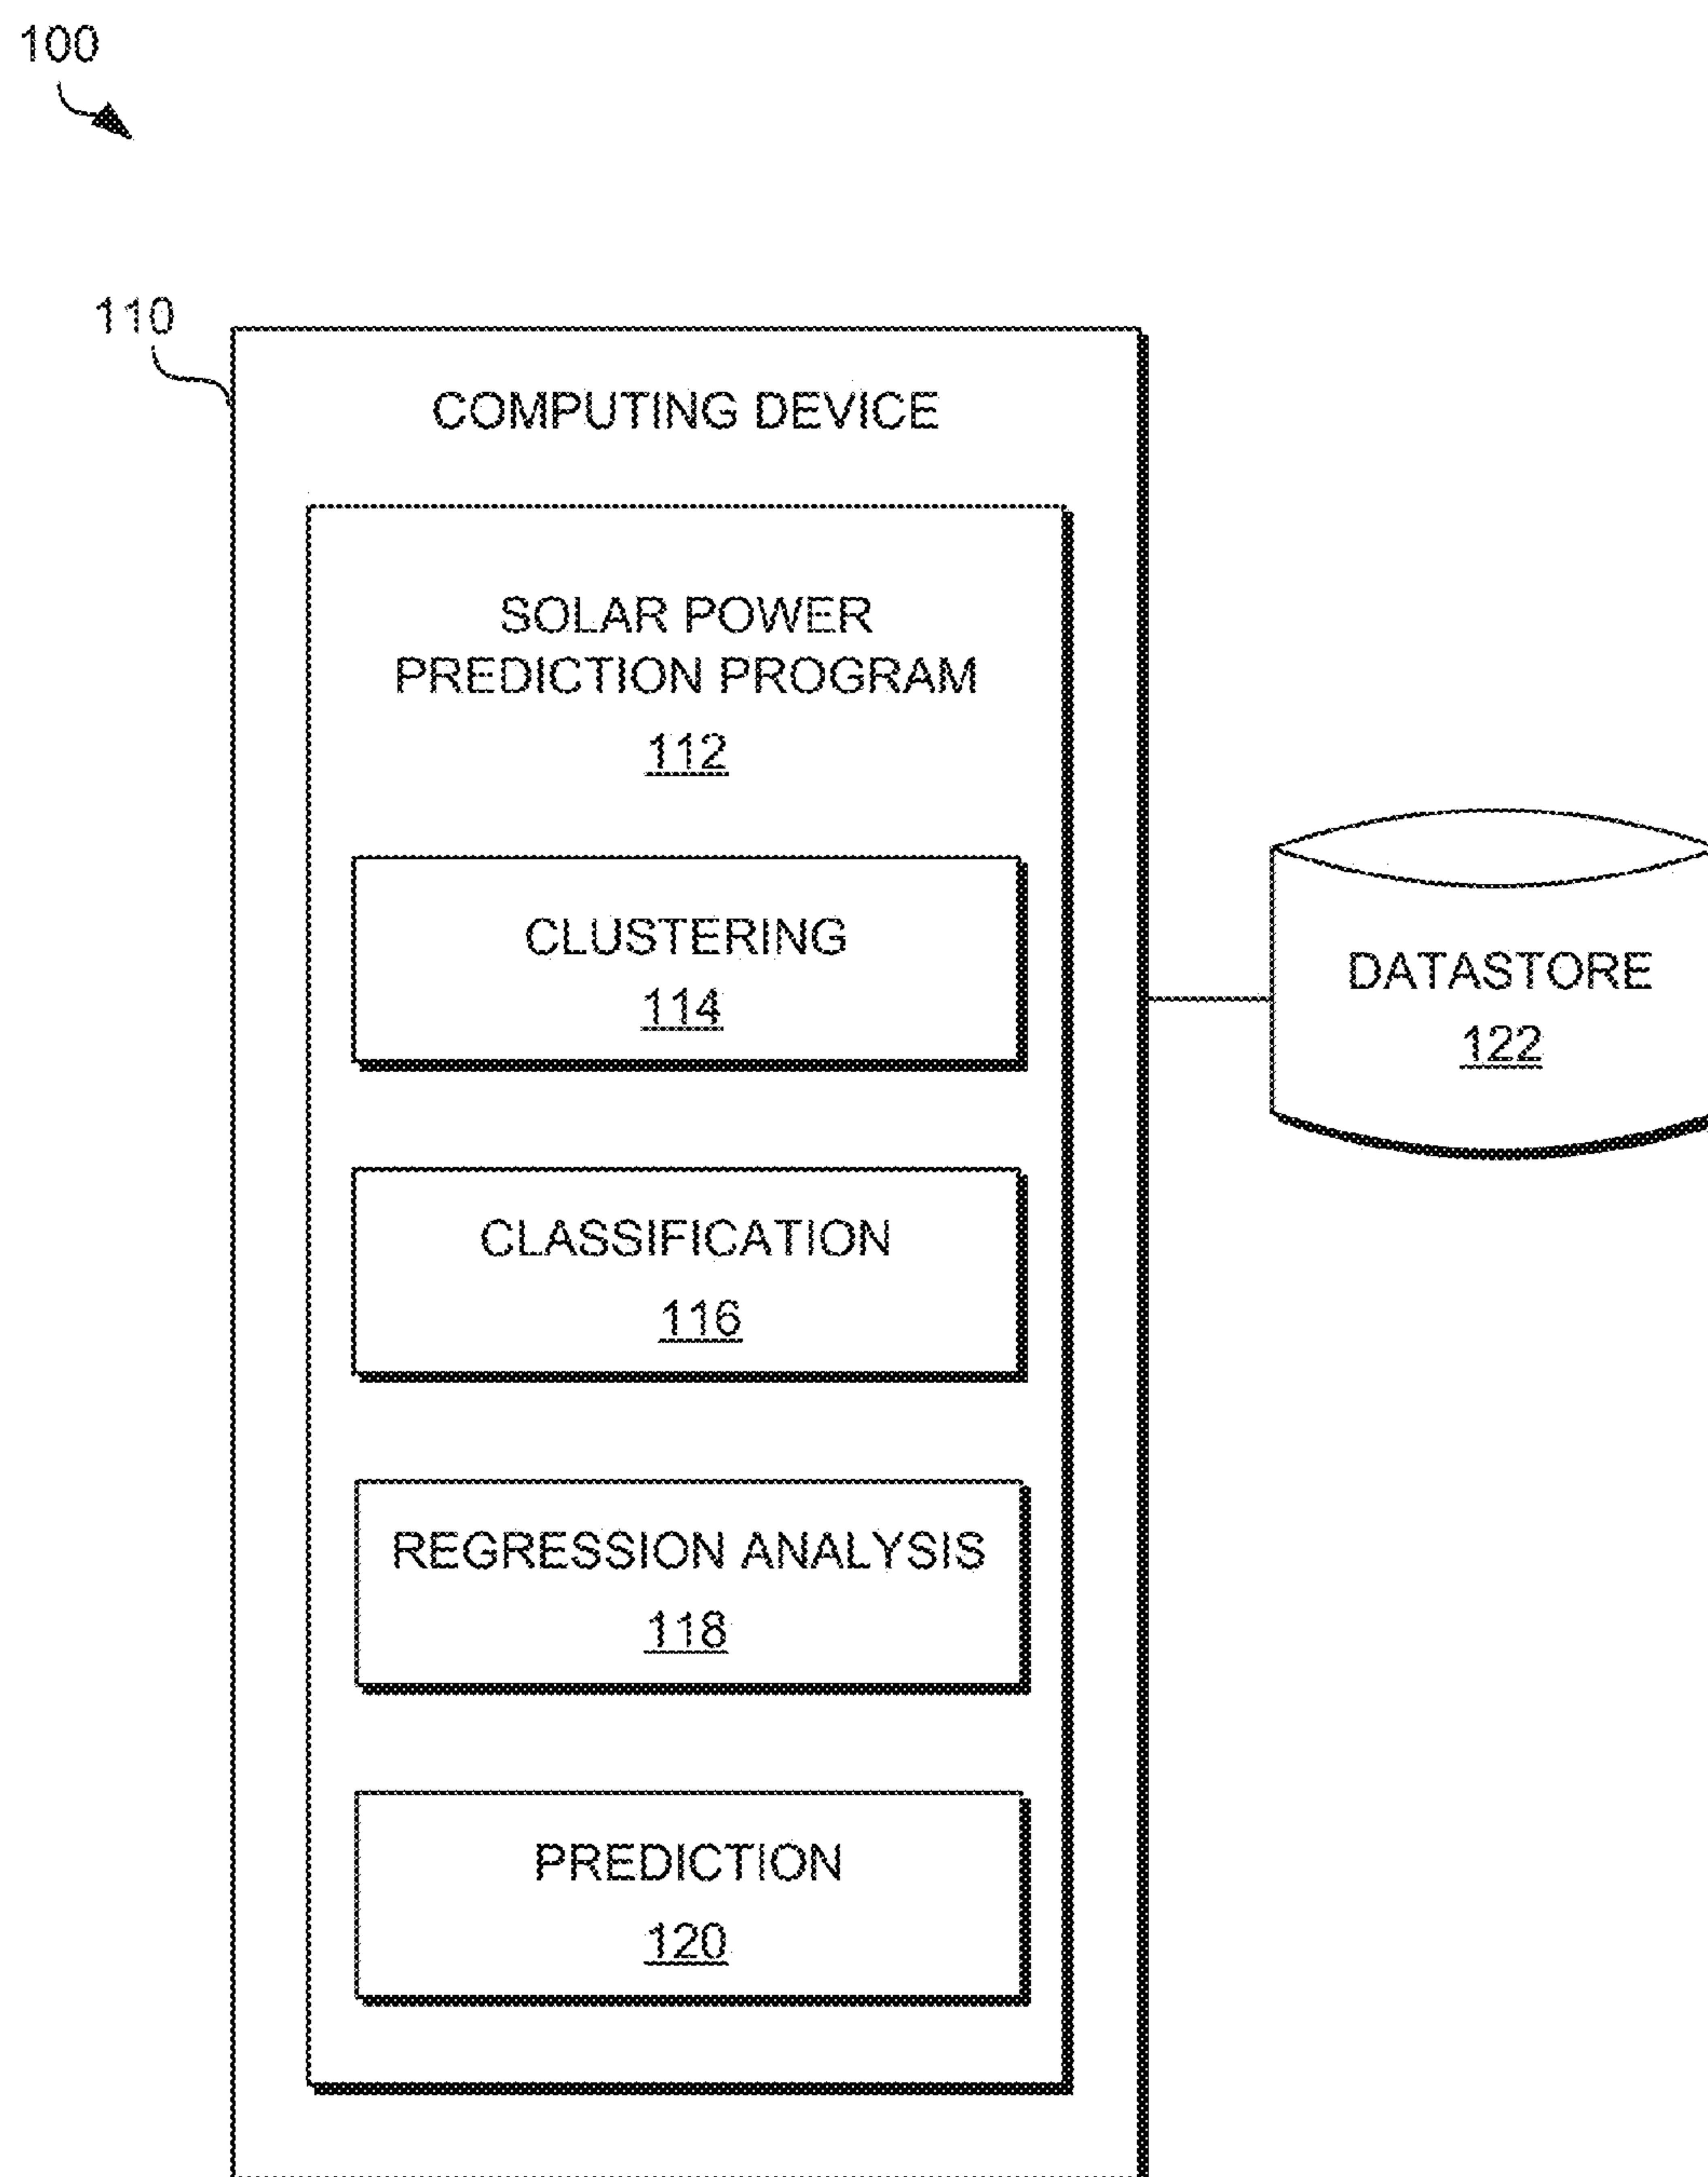 100
110
COMPUTING DEVICE
SOLAR POWER
PREDICTION PROGRAM
112
CLUSTERING
114
CLASSIFICATION
116
REGRESSION ANALYSIS
118
PREDICTION
120
DATASTORE
122